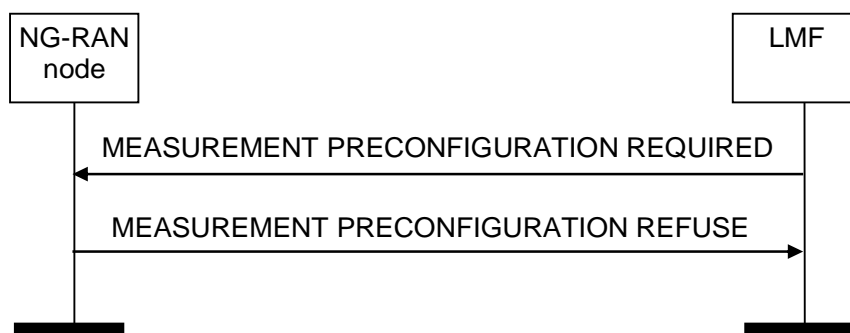 NG-RAN
node
LMF
MEASUREMENT PRECONFIGURATION REQUIRED
MEASUREMENT PRECONFIGURATION REFUSE